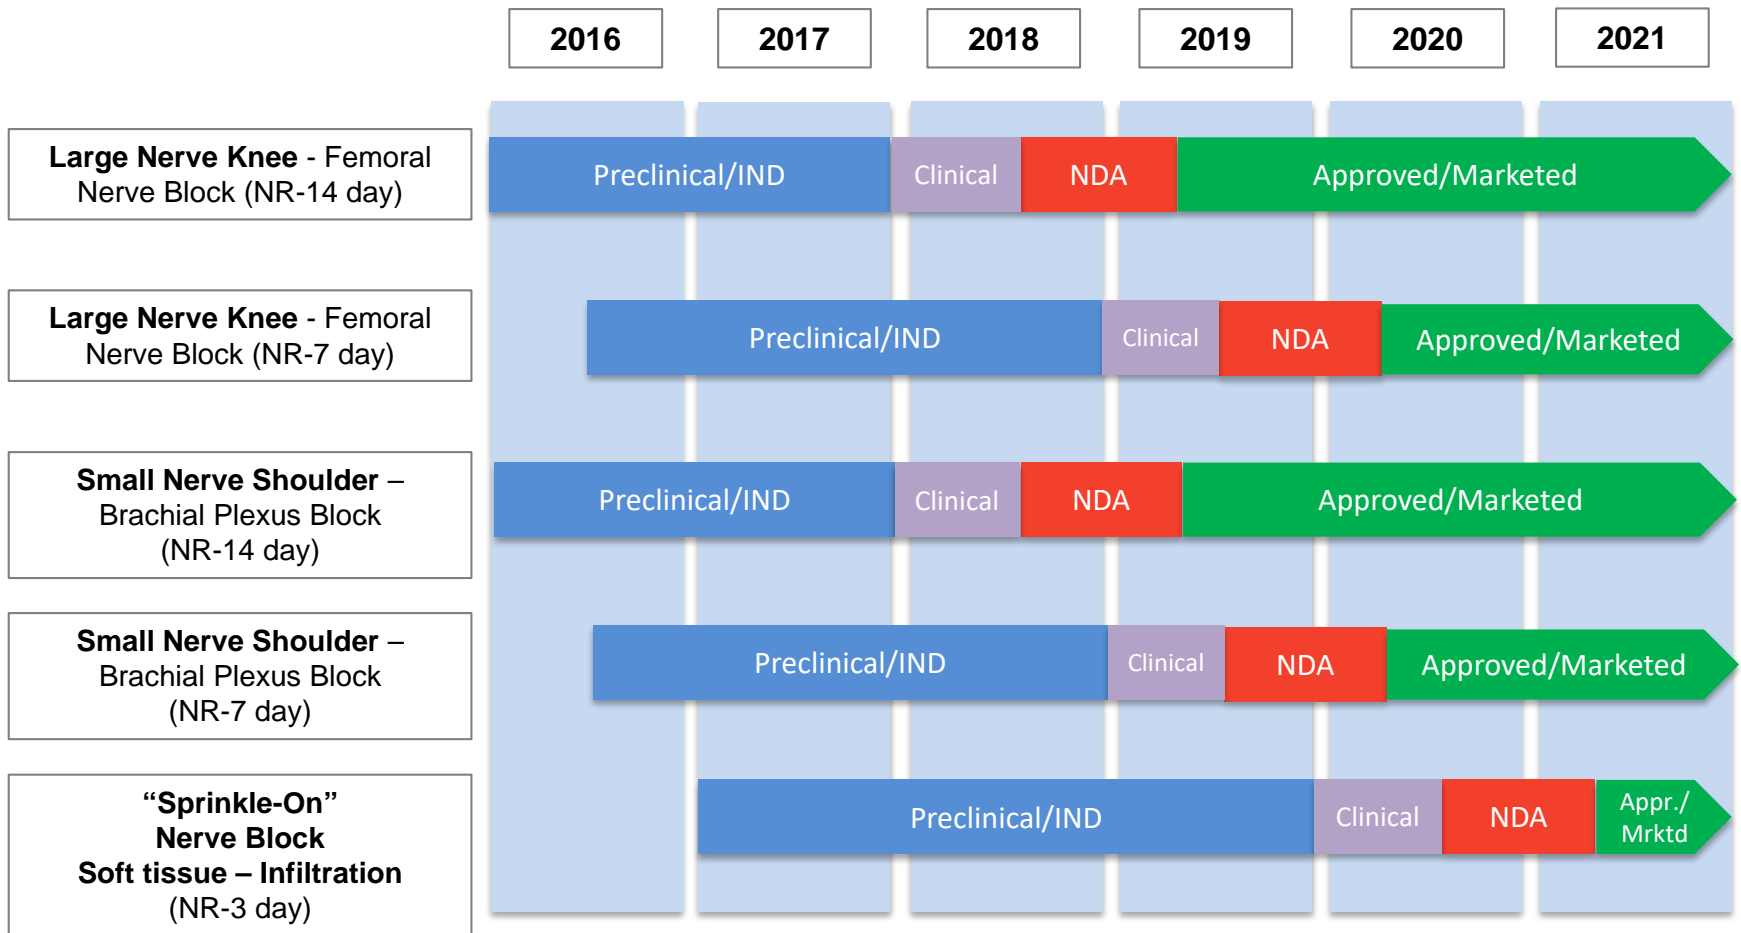 2016 2017 2018 2019 2020 2021
Large Nerve Knee - Femoral
Nerve Block (NR-14 day)
Preclinical/IND Clinical NDA Approved/Marketed
Large Nerve Knee - Femoral
Nerve Block (NR-7 day)
Preclinical/IND Clinical NDA Approved/Marketed
Small Nerve Shoulder –
Brachial Plexus Block
(NR-14 day)
Preclinical/IND Clinical NDA Approved/Marketed
Small Nerve Shoulder –
Brachial Plexus Block
(NR-7 day)
Preclinical/IND Clinical NDA Approved/Marketed
“Sprinkle-On”
Nerve Block
Soft tissue – Infiltration
(NR-3 day)
Preclinical/IND Clinical NDA Appr./
Mrktd